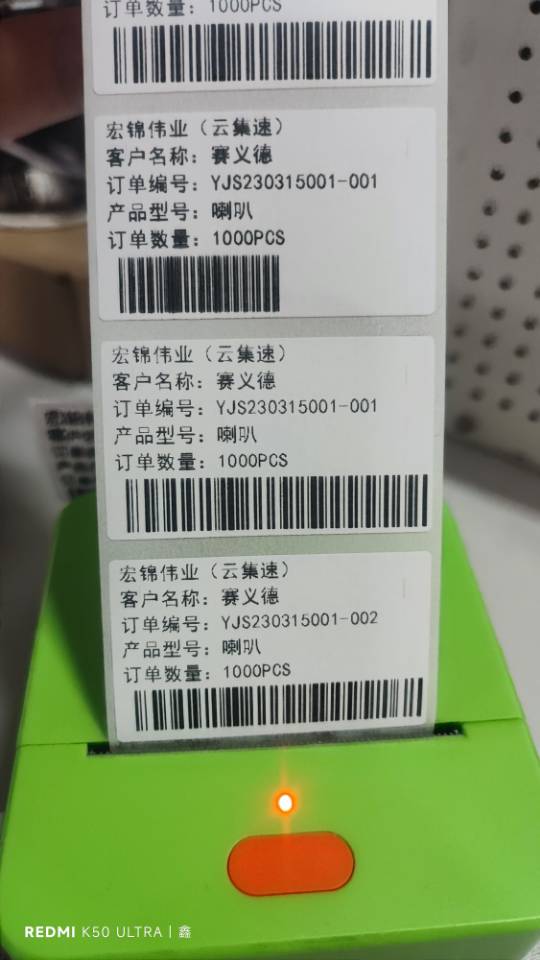 订单数量：1000PCS
宏锦伟业（云集速）
客户名称：赛义德
订单编号：YJS230315001-001
产品型号：喇叭
订单数量：1000PCS
宏锦伟业（云集速）
客户名称：赛义德
订单编号：YJS230315001-001
产品型号：喇叭
订单数量：1000PCS
宏锦伟业（云集速）
客户名称：赛义德
订单编号：YJS230315001-002
产品型号：喇叭
订单数量：1000PCS
REDMI K50 ULTRA | 鑫